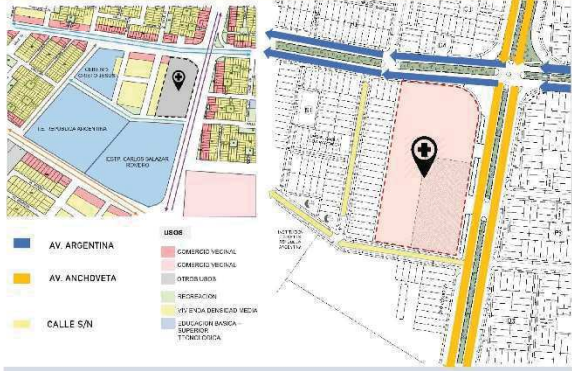 I.E. REPUBLICA ARGENTINA
ESTP. CARLOS SALAZAR
ROMERO
AV. ARGENTINA
AV. ANCHOVETA
CALLE S/N
USOS
COMERCIO VECINAL
COMERCIO VECINAL
OTROS USOS
RECREACION
VIVIENDA DENSIDAD MEDIA
EDUCACION BASICA –
SUPERIOR
TECNOLOGICA